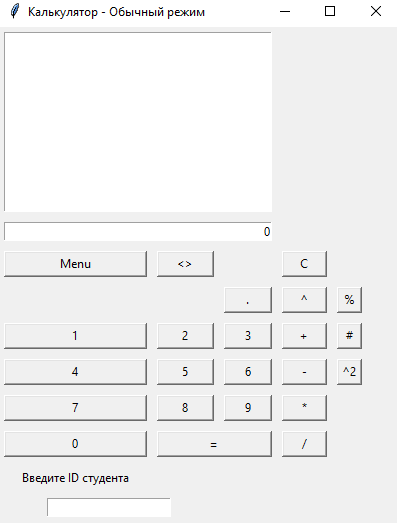 Калькулятор - Обычный режим
0
Menu <> C
. ^ %
1 2 3 + #
4 5 6 - ^2
7 8 9 *
0 = /
Введите ID студента